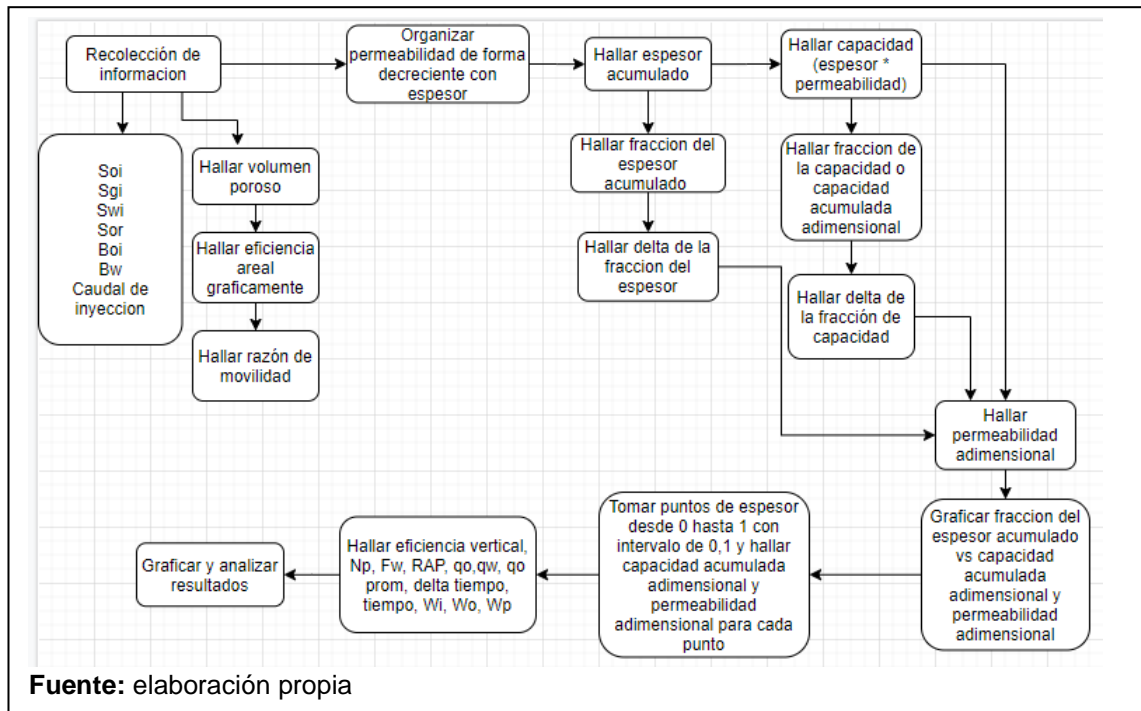 Recolección de
informacion
Organizar
permeabilidad de forma
decreciente con
espesor
Hallar espesor
acumulado
Hallar capacidad
(espesor *
permeabilidad)
Soi
Sgi
Swi
Sor
Boi
Bw
Caudal de
inyeccion
Hallar volumen
poroso
Hallar eficiencia
areal
graficamente
Hallar razón de
movilidad
Hallar fraccion del
espesor
acumulado
Hallar delta de la
fraccion del
espesor
Hallar fraccion de
la capacidad o
capacidad
acumulada
adimensional
Hallar delta de
la fracción de
capacidad
Hallar
permeabilidad
adimensional
Graficar fraccion del
espesor acumulado
vs capacidad
acumulada
adimensional y
permeabilidad
adimensional
Tomar puntos de espesor
desde 0 hasta 1 con
intervalo de 0,1 y hallar
capacidad acumulada
adimensional y
permeabilidad
adimensional para cada
punto
Hallar eficiencia vertical,
Np, Fw, RAP, qo,qw, qo
prom, delta tiempo,
tiempo, Wi, Wo, Wp
Graficar y analizar
resultados
Fuente: elaboración propia